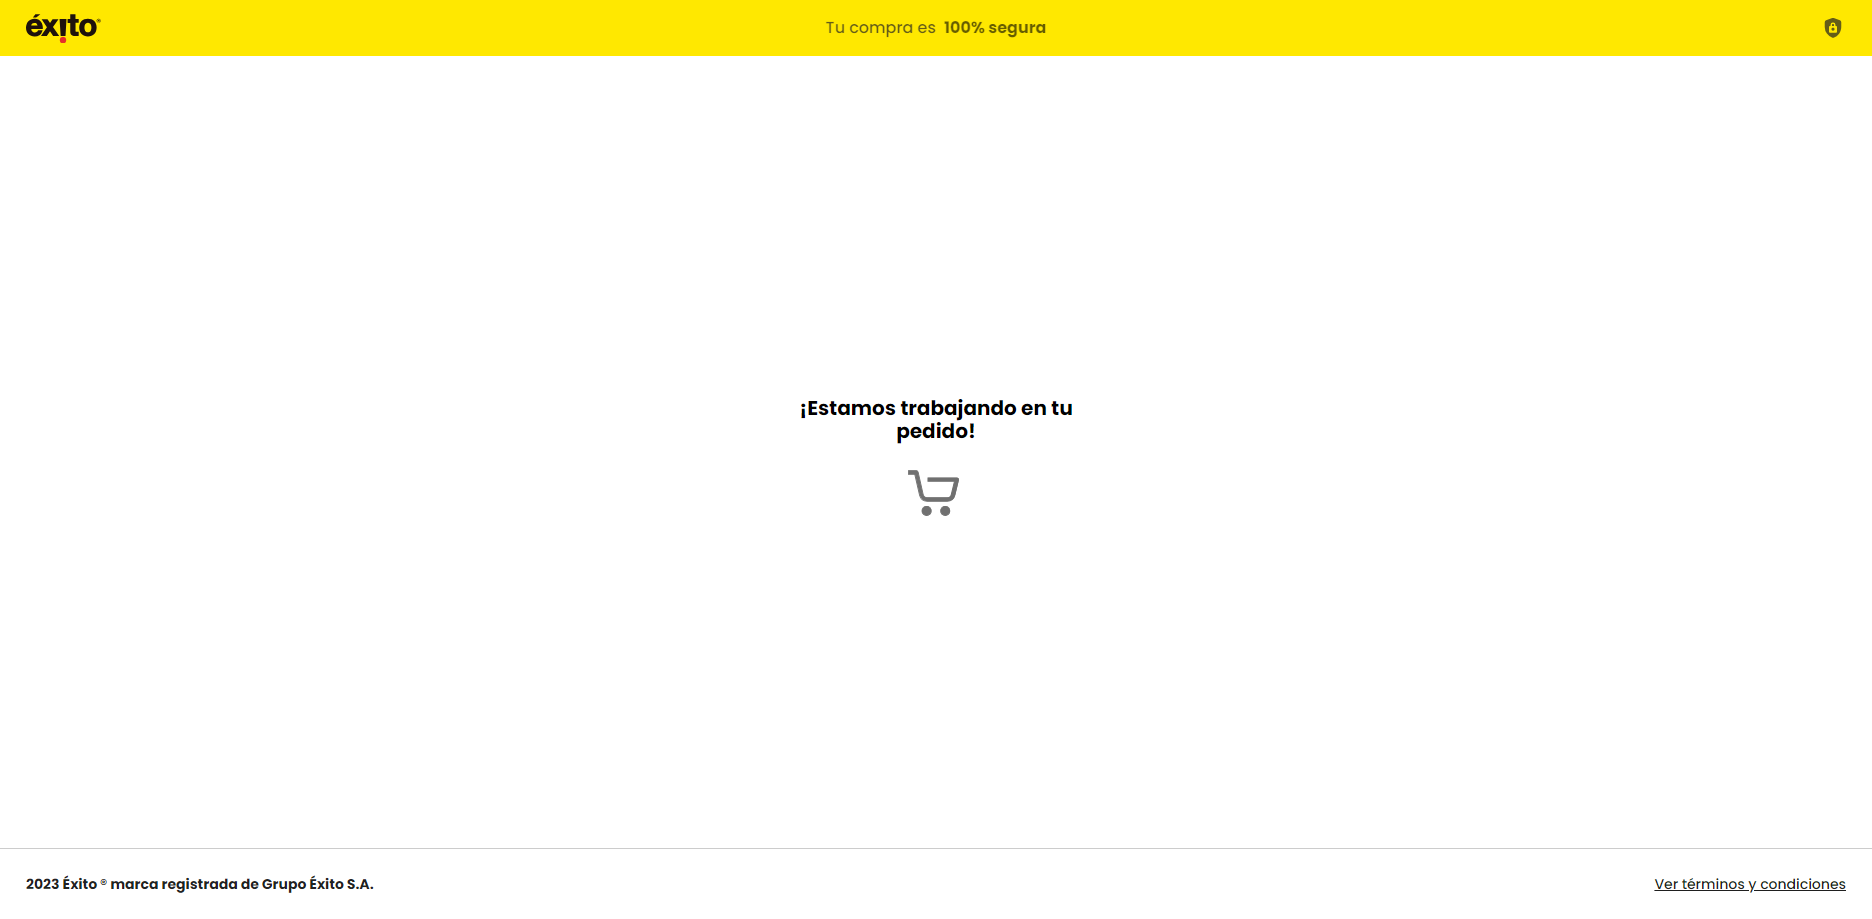 éxito®
Tu compra es 100% segura
¡Estamos trabajando en tu
pedido!
2023 Éxito ® marca registrada de Grupo Éxito S.A.
Ver términos y condiciones